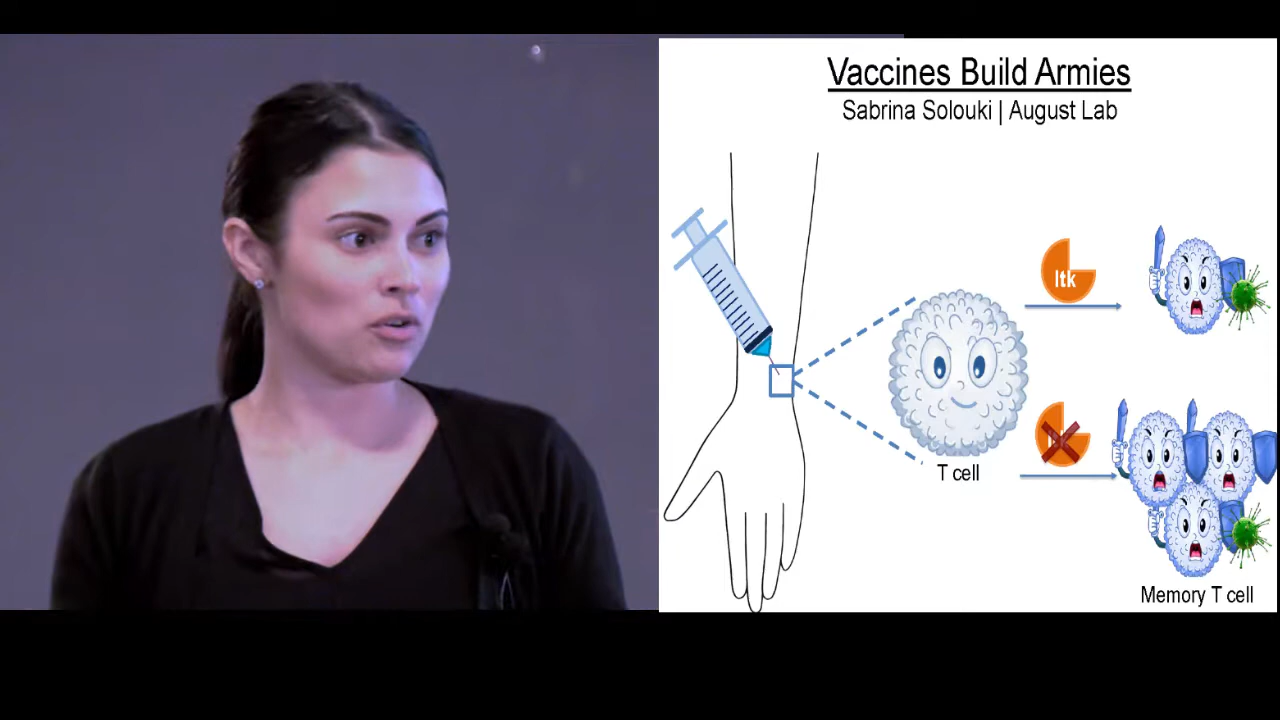 Vaccines Build Armies
Sabrina Solouki | August Lab
Itk
T cell
Memory T cell